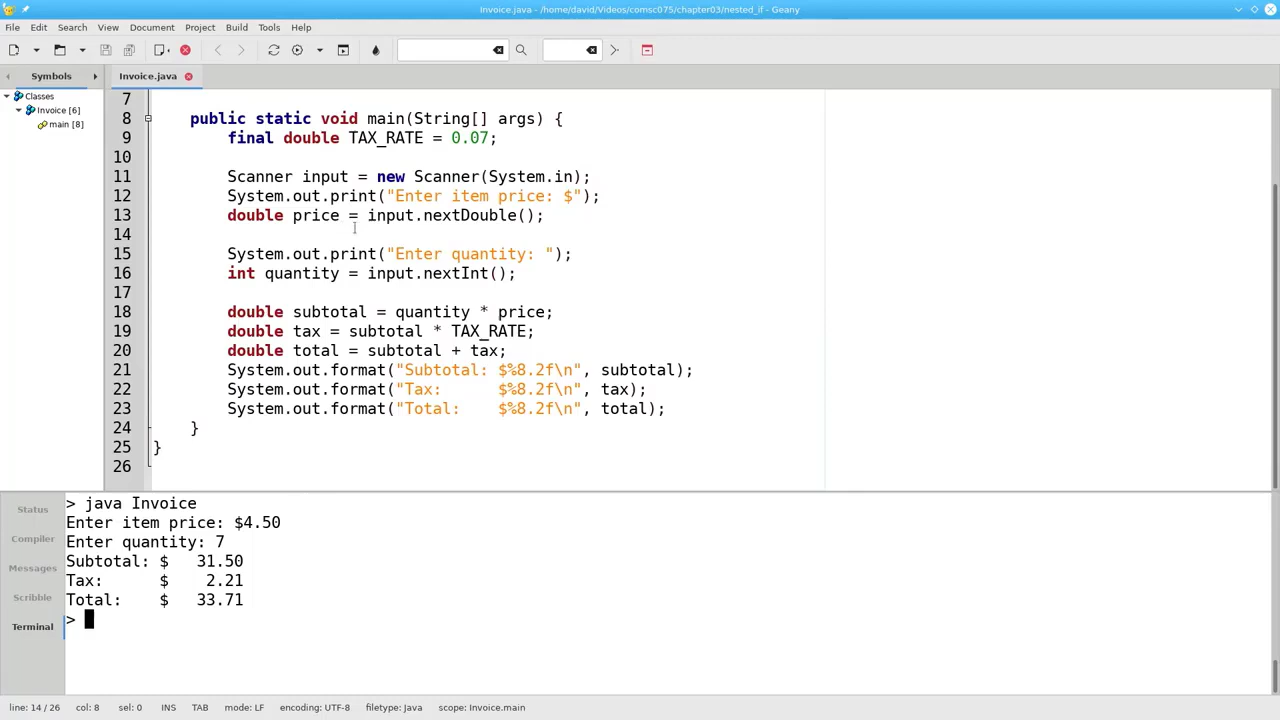 Invoice.java - /home/david/Videos/comsc075/chapter03/nested_if - Geany
File Edit Search View Document Project Build Tools Help
Symbols
Invoice.java
Classes
Invoice [6]
main [8]
7
8 public static void main(String[] args) {
9 final double TAX_RATE = 0.07;
10
11 Scanner input = new Scanner(System.in);
12 System.out.print("Enter item price: $");
13 double price = input.nextDouble();
14
15 System.out.print("Enter quantity: ");
16 int quantity = input.nextInt();
17
18 double subtotal = quantity * price;
19 double tax = subtotal * TAX_RATE;
20 double total = subtotal + tax;
21 System.out.format("Subtotal: $%8.2f\n", subtotal);
22 System.out.format("Tax:      $%8.2f\n", tax);
23 System.out.format("Total:    $%8.2f\n", total);
24 }
25 }
26
Status
Compiler
Messages
Scribble
Terminal
> java Invoice
Enter item price: $4.50
Enter quantity: 7
Subtotal: $   31.50
Tax:      $    2.21
Total:    $   33.71
>
line: 14 / 26 col: 8 sel: 0 INS TAB mode: LF encoding: UTF-8 filetype: Java scope: Invoice.main